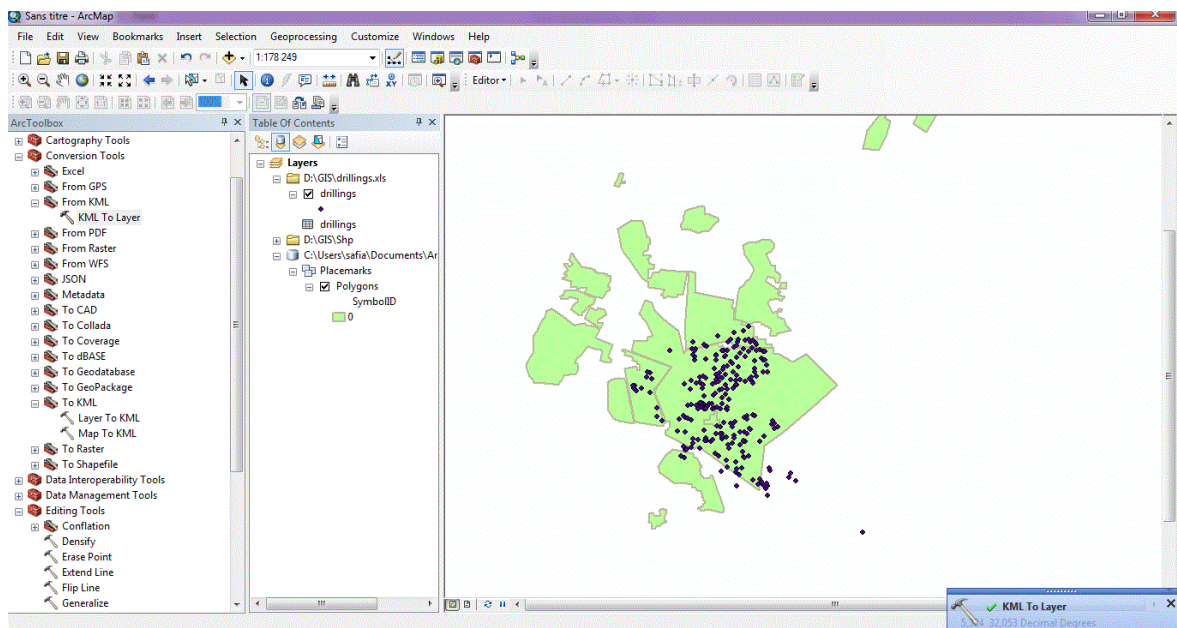 Sans titre - ArcMap
File Edit View Bookmarks Insert Selection Geoprocessing Customize Windows Help
1:178 249
Editor
100%
ArcToolbox
Cartography Tools
Conversion Tools
Excel
From GPS
From KML
KML To Layer
From PDF
From Raster
From WFS
JSON
Metadata
To CAD
To Collada
To Coverage
To dBASE
To Geodatabase
To GeoPackage
To KML
Layer To KML
Map To KML
To Raster
To Shapefile
Data Interoperability Tools
Data Management Tools
Editing Tools
Conflation
Densify
Erase Point
Extend Line
Flip Line
Generalize
Table Of Contents
Layers
D:\GIS\drillings.xls
drillings
drillings
D:\GIS\Shp
C:\Users\safia\Documents\Ar
Placemarks
Polygons
SymbolID
0
KML To Layer
32,053 Decimal Degrees